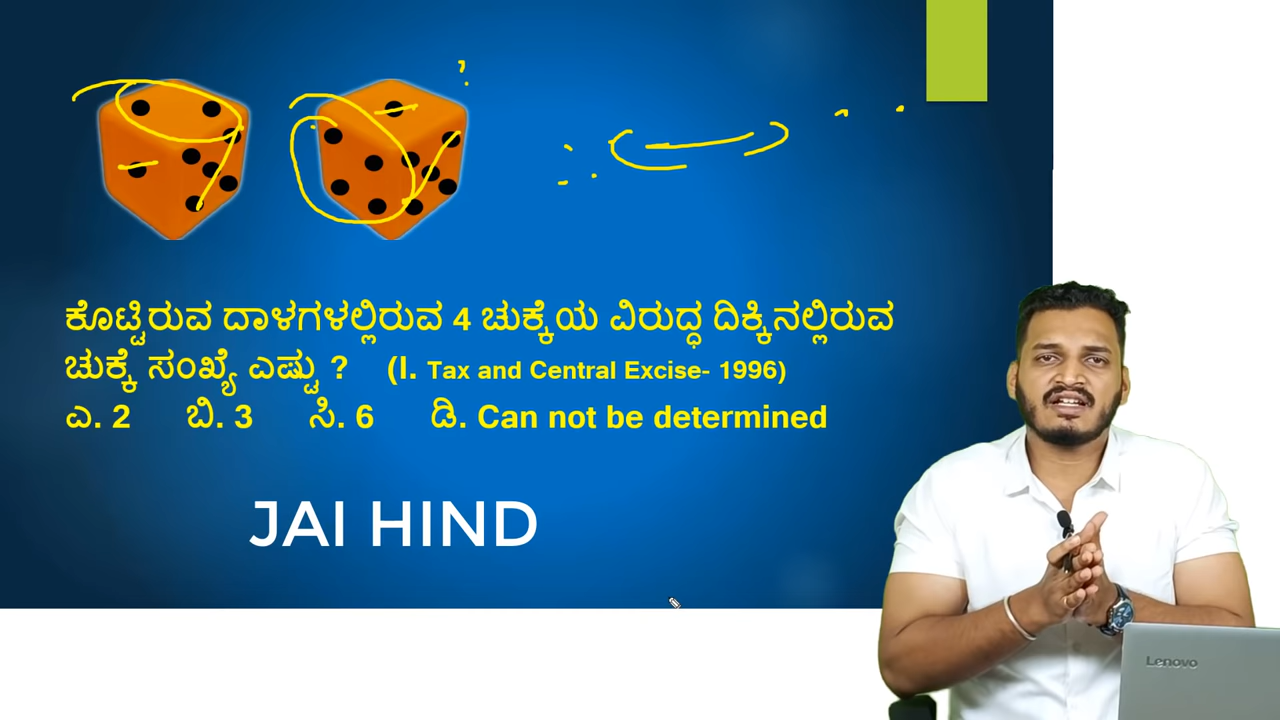 ಕೊಟ್ಟಿರುವ ದಾಳಗಳಲ್ಲಿರುವ 4 ಚುಕ್ಕೆಯ ವಿರುದ್ಧ ದಿಕ್ಕಿನಲ್ಲಿರುವ
ಚುಕ್ಕೆ ಸಂಖ್ಯೆ ಎಷ್ಟು ? (I. Tax and Central Excise- 1996)
ಎ. 2 ಬಿ. 3 ಸಿ. 6 ಡಿ. Can not be determined
JAI HIND
Lenovo